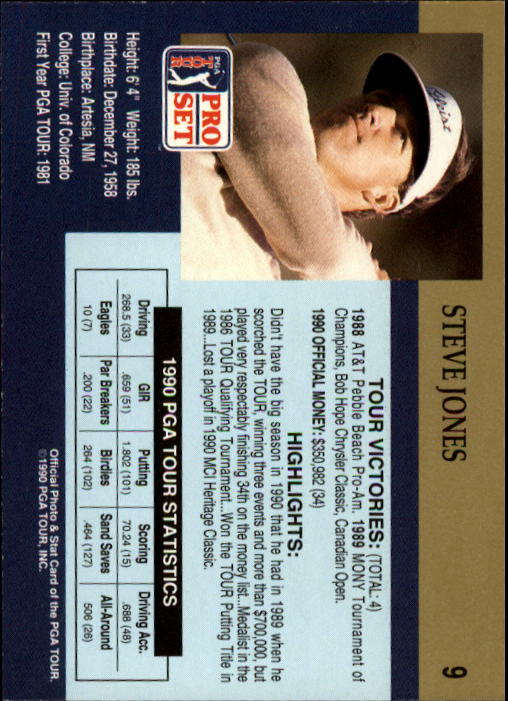 STEVE JONES
9
Titleist
PGA
TOUR
PRO
SET
TOUR VICTORIES: (TOTAL: 4)
1988 AT&T Pebble Beach Pro-Am. 1989 MONY Tournament of
Champions, Bob Hope Chrysler Classic, Canadian Open.
1990 OFFICIAL MONEY: $350,982 (34)
HIGHLIGHTS:
Didn't have the big season in 1990 that he had in 1989 when he
scorched the TOUR, winning three events and more than $700,000, but
played very respectably finishing 34th on the money list...Medalist in the
1986 TOUR Qualifying Tournament...Won the TOUR Putting Title in
1989...Lost a playoff in 1990 MCI Heritage Classic.
Height: 6' 4" Weight: 185 lbs.
Birthdate: December 27, 1958
Birthplace: Artesia, NM
College: Univ. of Colorado
First Year PGA TOUR: 1981
1990 PGA TOUR STATISTICS
Driving GIR Putting Scoring Driving Acc.
268.5 (33) .659 (51) 1.802 (101) 70.24 (15) .688 (48)
Eagles Par Breakers Birdies Sand Saves All-Around
10 (7) .200 (22) 264 (102) .464 (127) 506 (26)
Official Photo & Stat Card of the PGA TOUR.
©1990 PGA TOUR, INC.